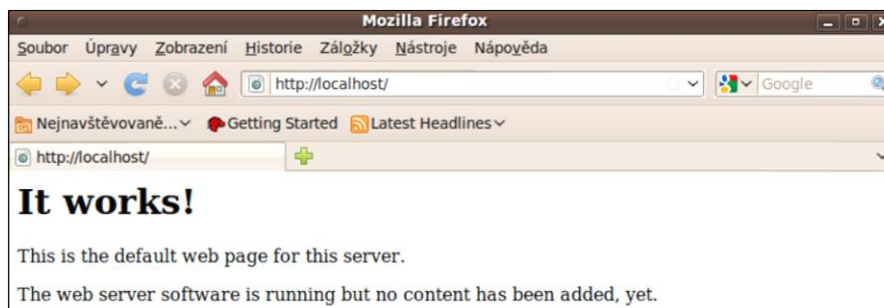 Mozilla Firefox
Soubor Úpravy Zobrazení Historie Záložky Nástroje Nápověda
http://localhost/ Google
Nejnavštěvovaně... Getting Started Latest Headlines
http://localhost/
It works!
This is the default web page for this server.
The web server software is running but no content has been added, yet.